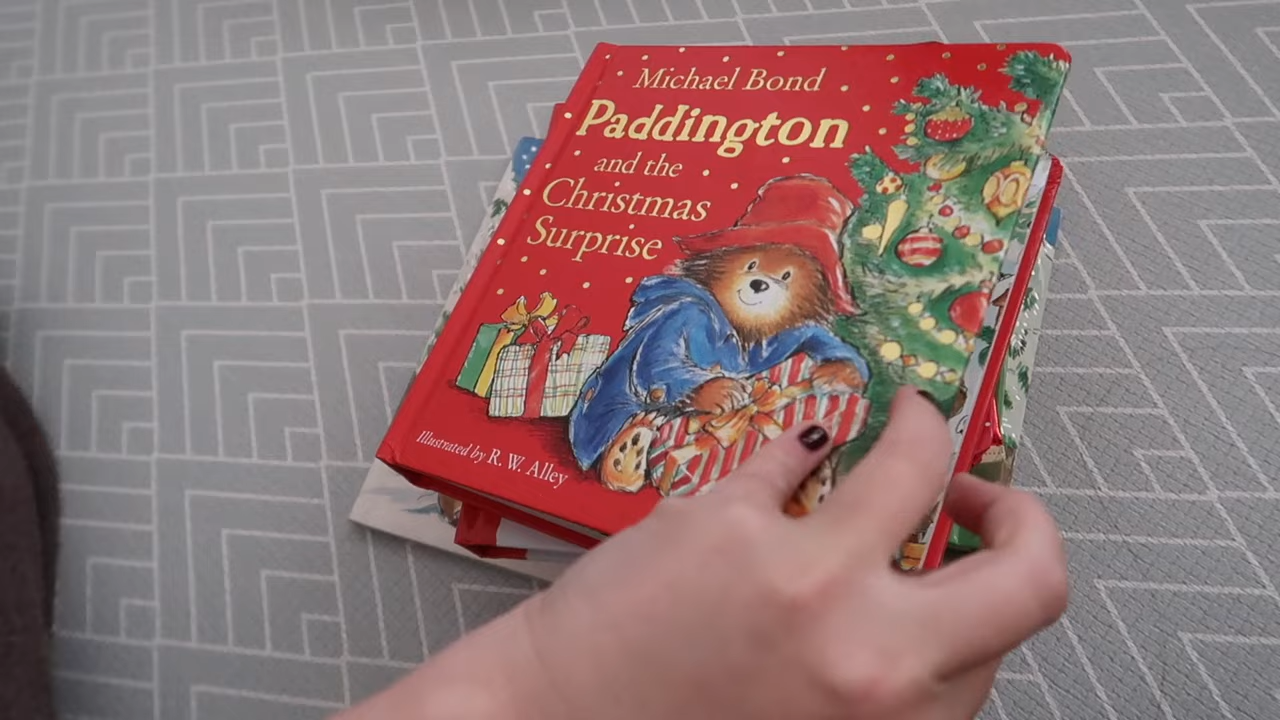 Michael Bond
Paddington
and the
Christmas
Surprise
Illustrated by R. W. Alley